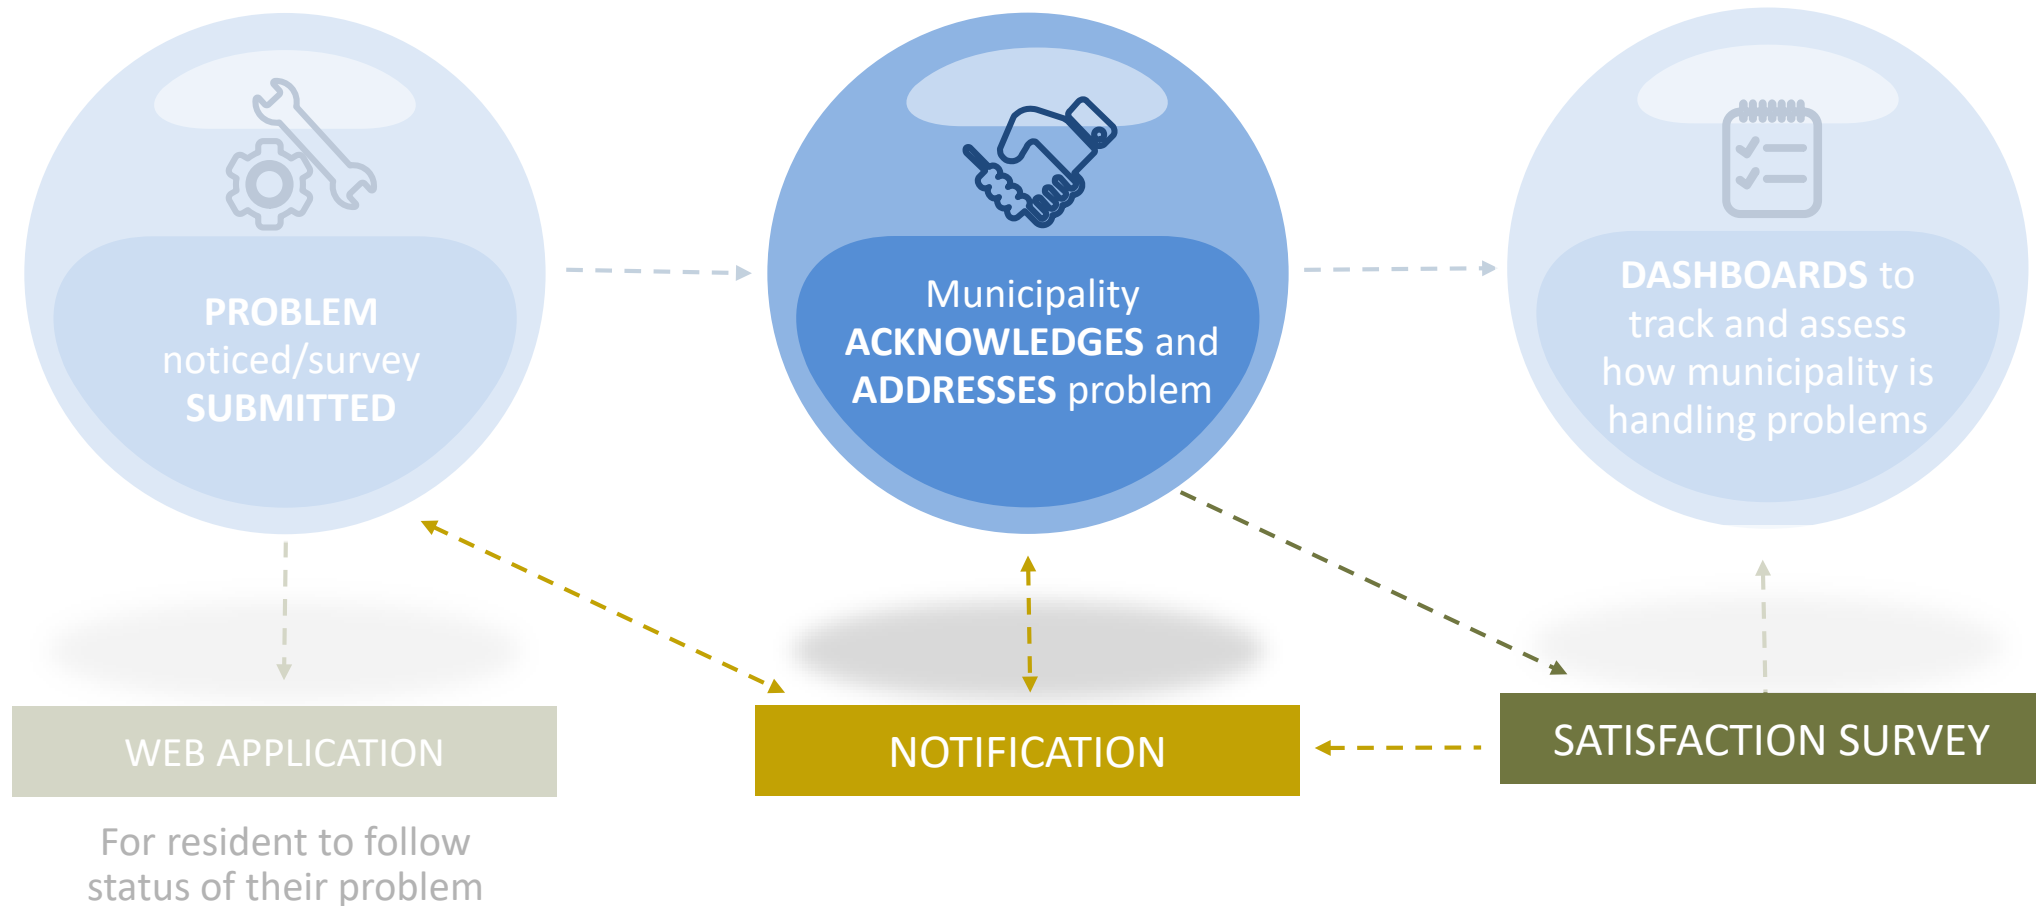 PROBLEM
noticed/survey
SUBMITTED
Municipality
ACKNOWLEDGES and
ADDRESSES problem
DASHBOARDS to
track and assess
how municipality is
handling problems
WEB APPLICATION
NOTIFICATION
SATISFACTION SURVEY
For resident to follow
status of their problem